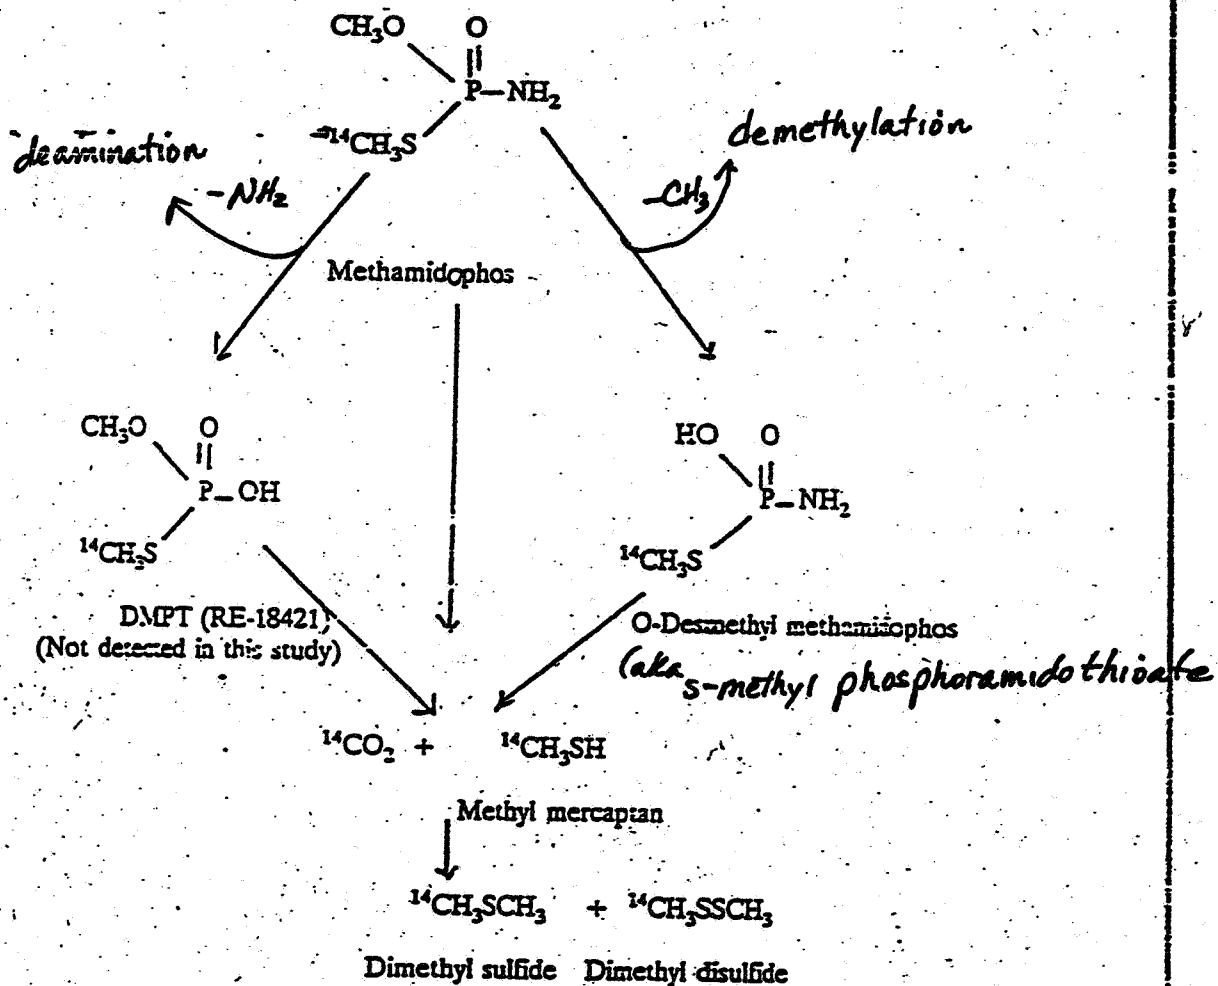 CH₃O O
P—NH₂
¹⁴CH₃S
deamination
demethylation
-NH₂
-CH₃
Methamidophos
CH₃O O
P—OH
¹⁴CH₃S
HO O
P—NH₂
¹⁴CH₃S
DMPT (RE-18421)
(Not detected in this study)
O-Desmethyl methamidophos
(aka s-methyl phosphoramidothioate
¹⁴CO₂ + ¹⁴CH₃SH
Methyl mercaptan
¹⁴CH₃SCH₃ + ¹⁴CH₃SSCH₃
Dimethyl sulfide Dimethyl disulfide